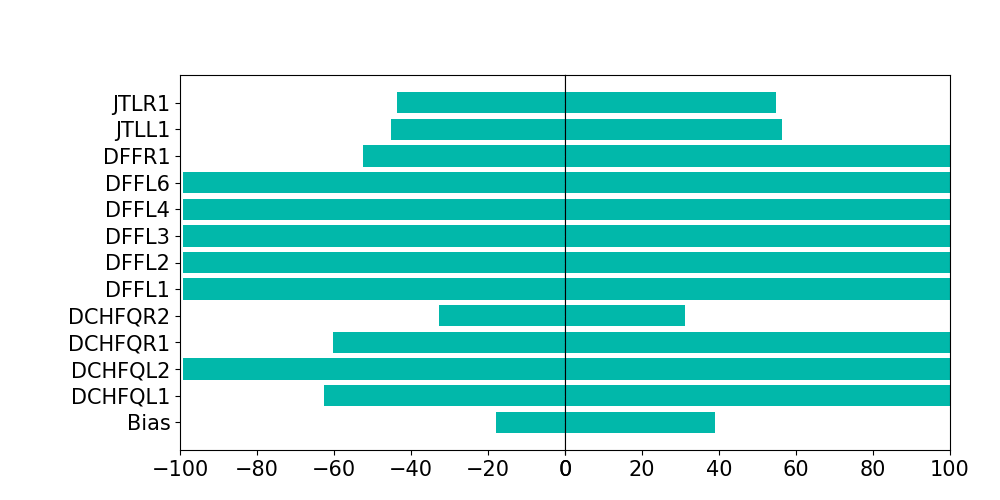 JTLR1
JTLL1
DFFR1
DFFL6
DFFL4
DFFL3
DFFL2
DFFL1
DCHFQR2
DCHFQR1
DCHFQL2
DCHFQL1
Bias
−100 −80 −60 −40 −20 0 20 40 60 80 100